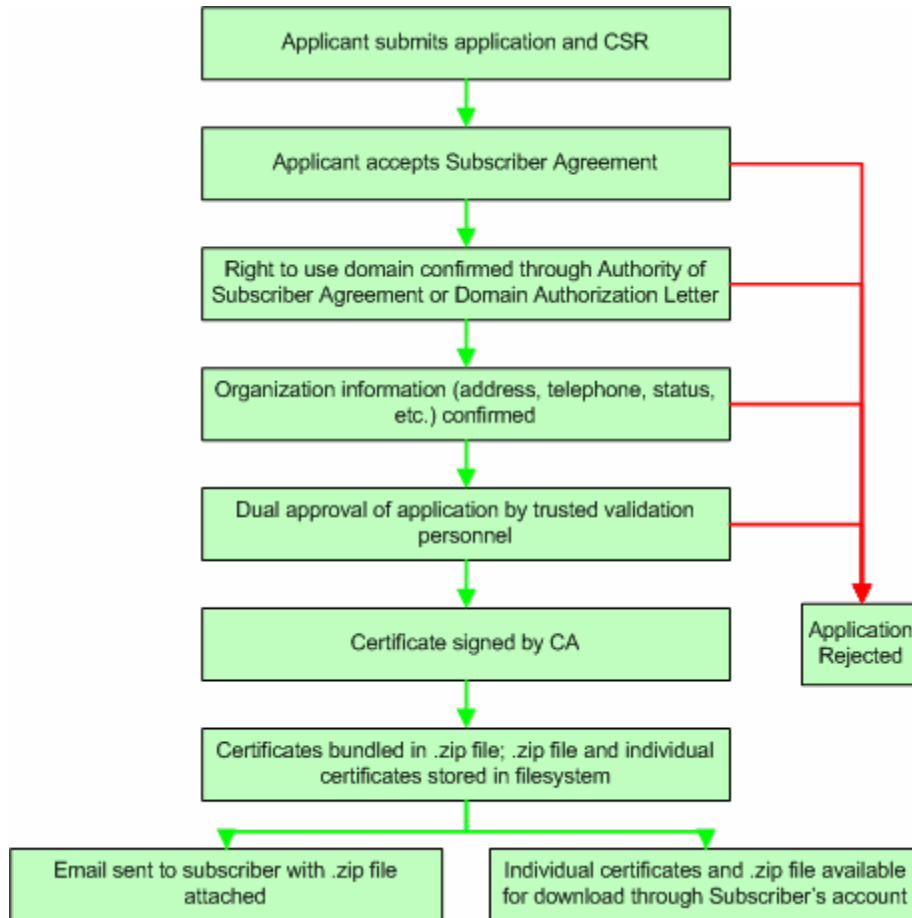 Applicant submits application and CSR
Applicant accepts Subscriber Agreement
Right to use domain confirmed through Authority of
Subscriber Agreement or Domain Authorization Letter
Organization information (address, telephone, status,
etc.) confirmed
Dual approval of application by trusted validation
personnel
Application
Rejected
Certificate signed by CA
Certificates bundled in .zip file; .zip file and individual
certificates stored in filesystem
Email sent to subscriber with .zip file
attached
Individual certificates and .zip file available
for download through Subscriber's account